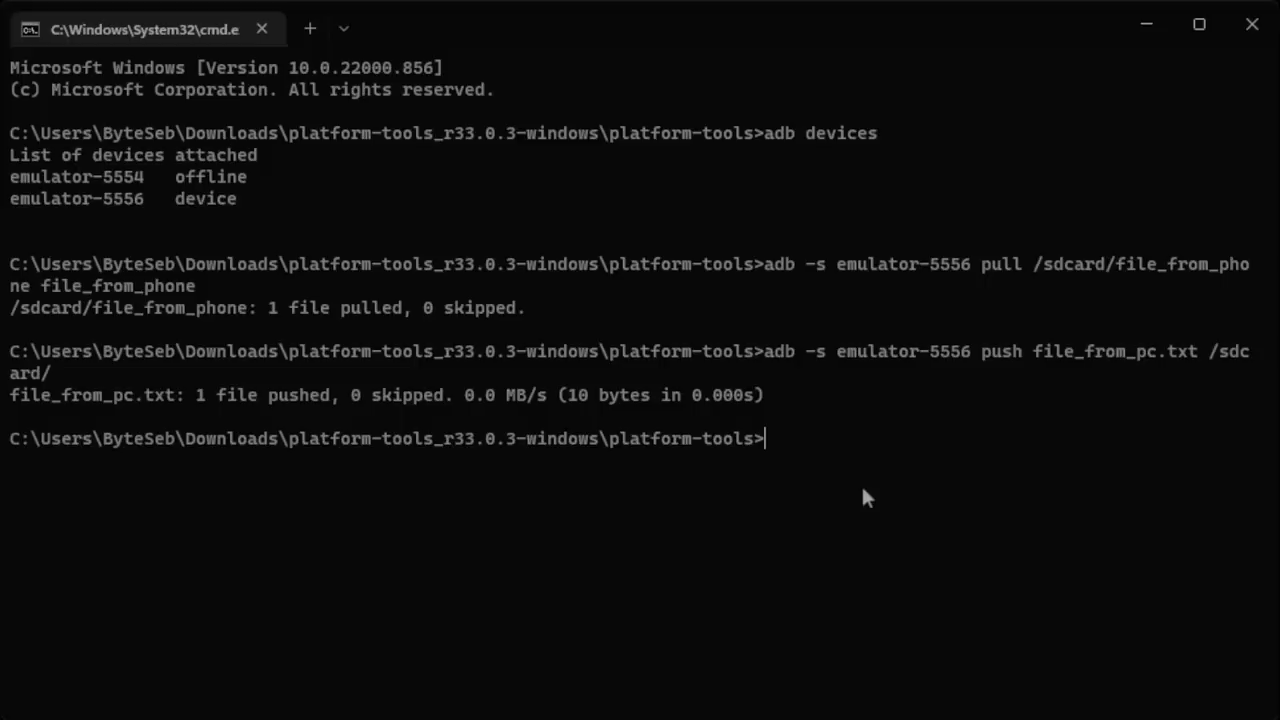 C:\Windows\System32\cmd.e
Microsoft Windows [Version 10.0.22000.856]
(c) Microsoft Corporation. All rights reserved.
C:\Users\ByteSeb\Downloads\platform-tools_r33.0.3-windows\platform-tools>adb devices
List of devices attached
emulator-5554   offline
emulator-5556   device
C:\Users\ByteSeb\Downloads\platform-tools_r33.0.3-windows\platform-tools>adb -s emulator-5556 pull /sdcard/file_from_pho
ne file_from_phone
/sdcard/file_from_phone: 1 file pulled, 0 skipped.
C:\Users\ByteSeb\Downloads\platform-tools_r33.0.3-windows\platform-tools>adb -s emulator-5556 push file_from_pc.txt /sdc
ard/
file_from_pc.txt: 1 file pushed, 0 skipped. 0.0 MB/s (10 bytes in 0.000s)
C:\Users\ByteSeb\Downloads\platform-tools_r33.0.3-windows\platform-tools>